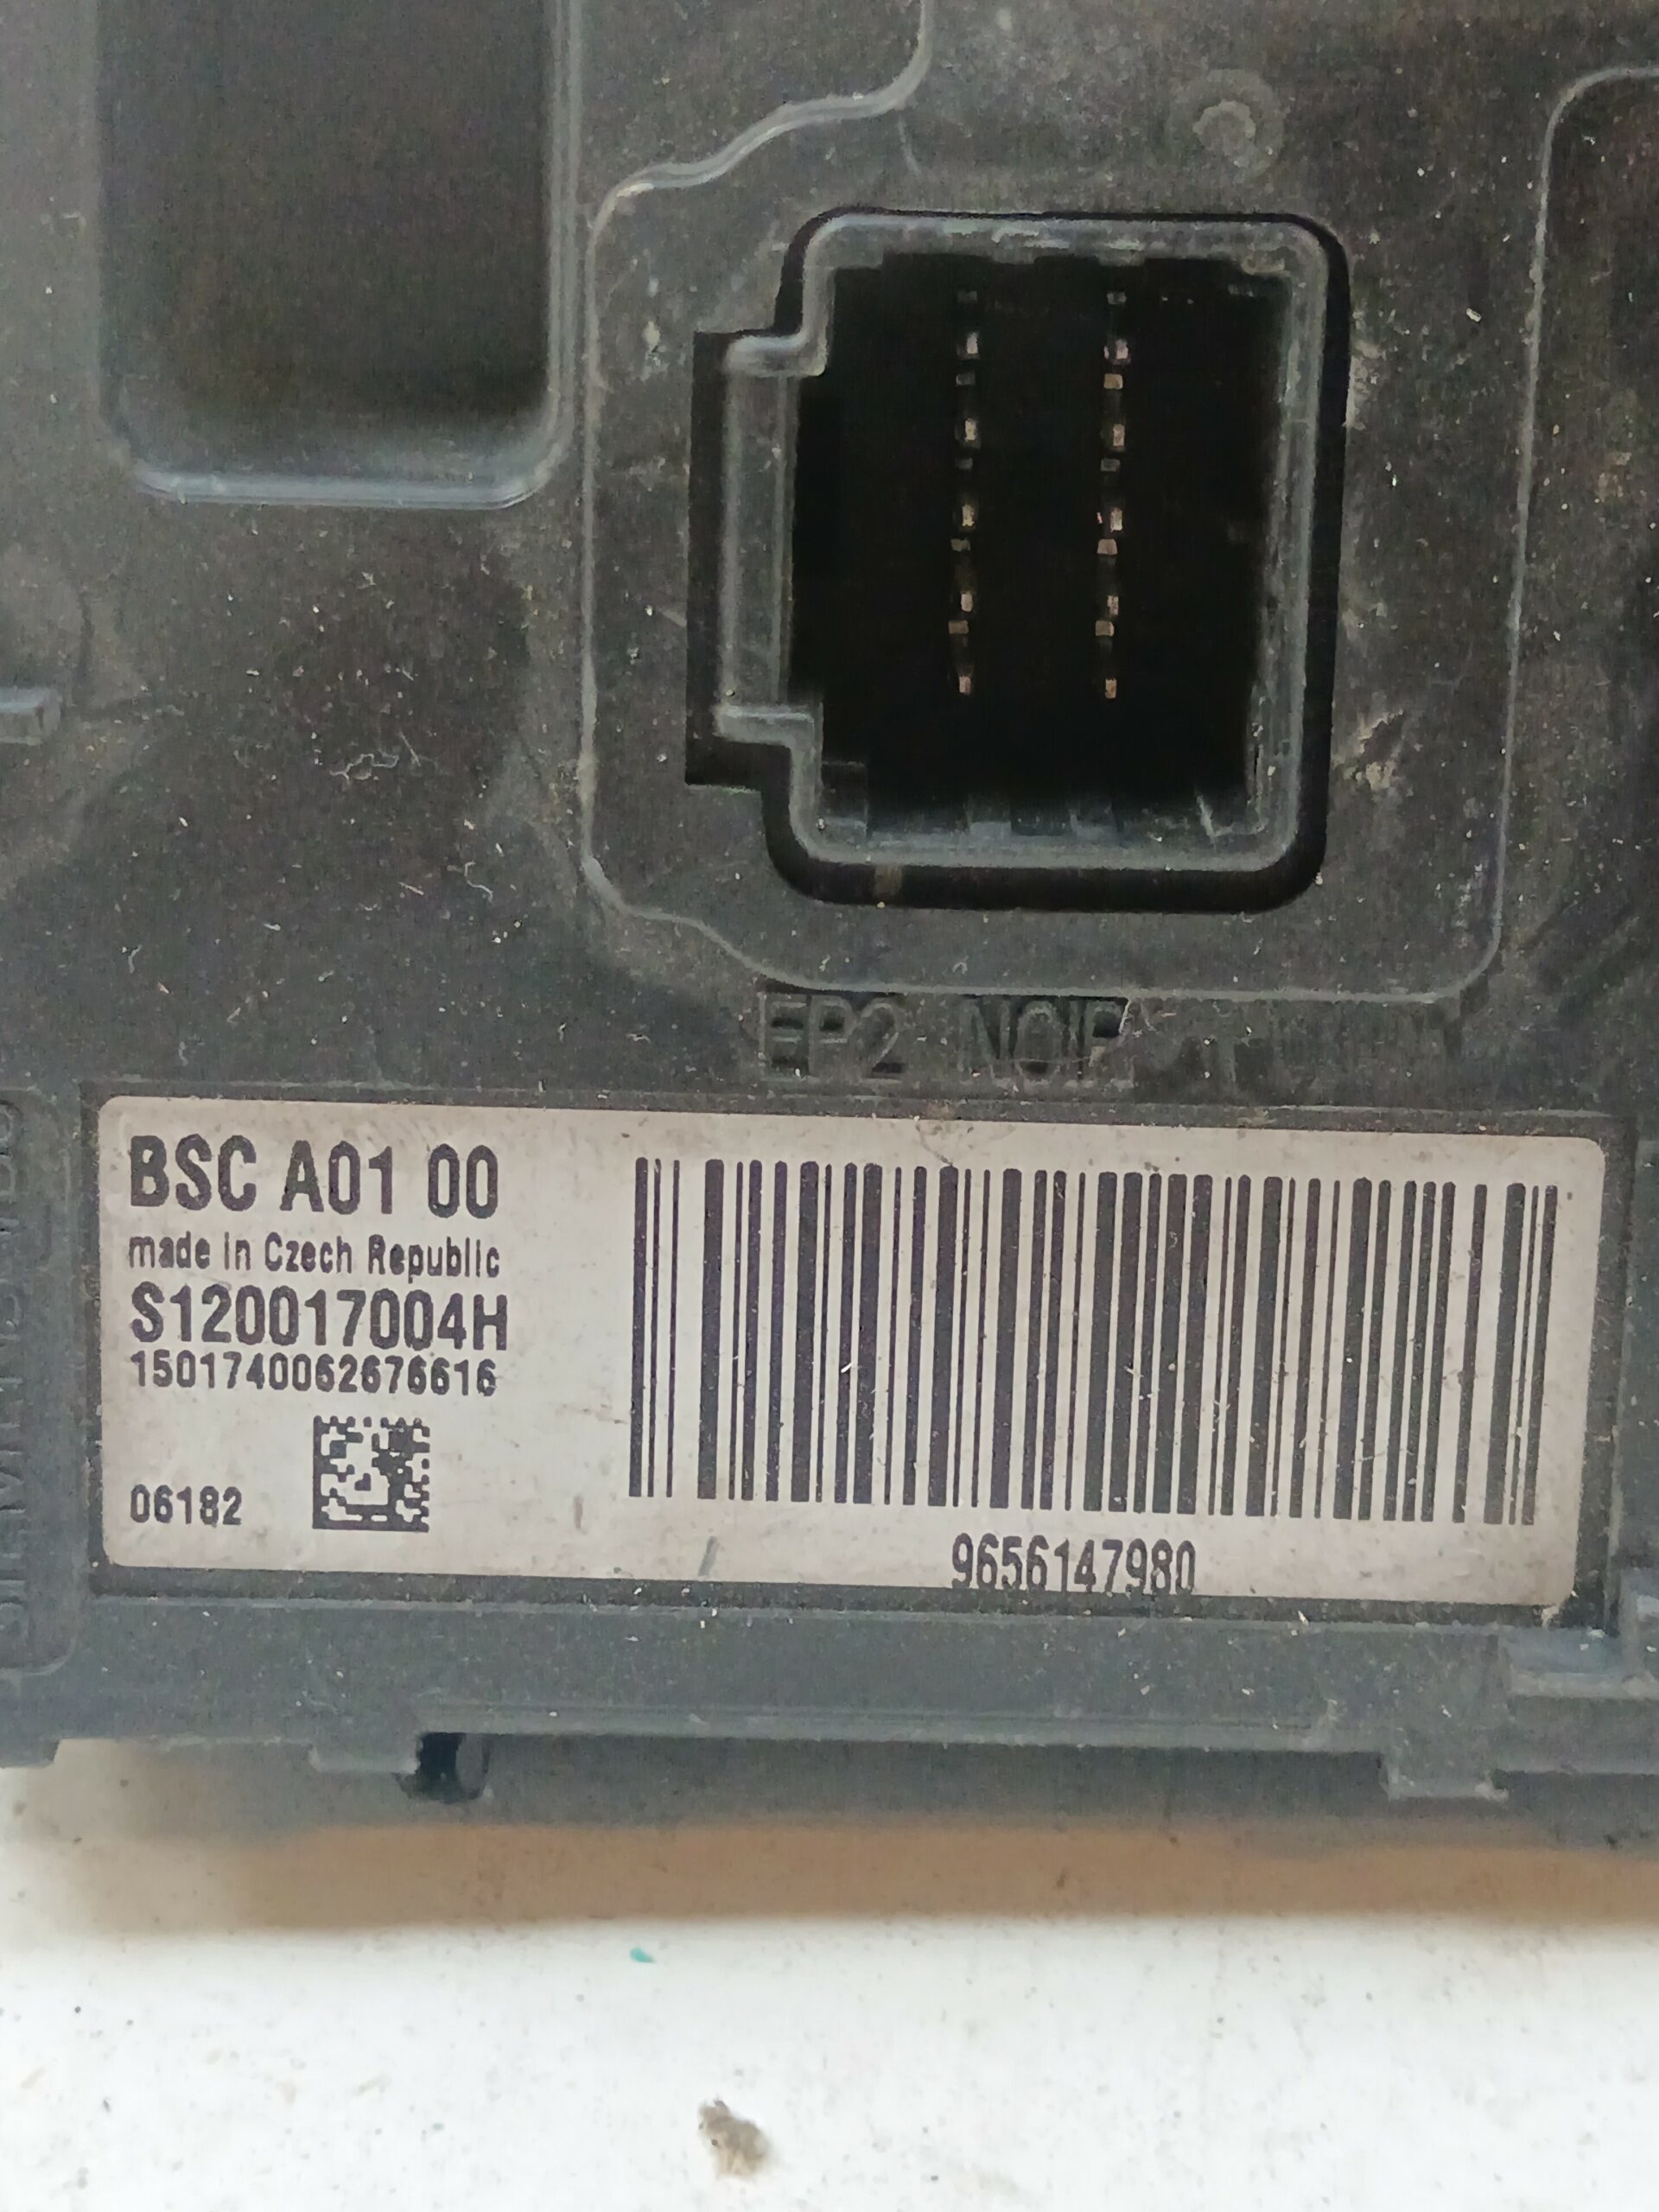 EP2 NOIR
BSC A01 00
made in Czech Republic
S120017004H
1501740062676616
06182
9656147980